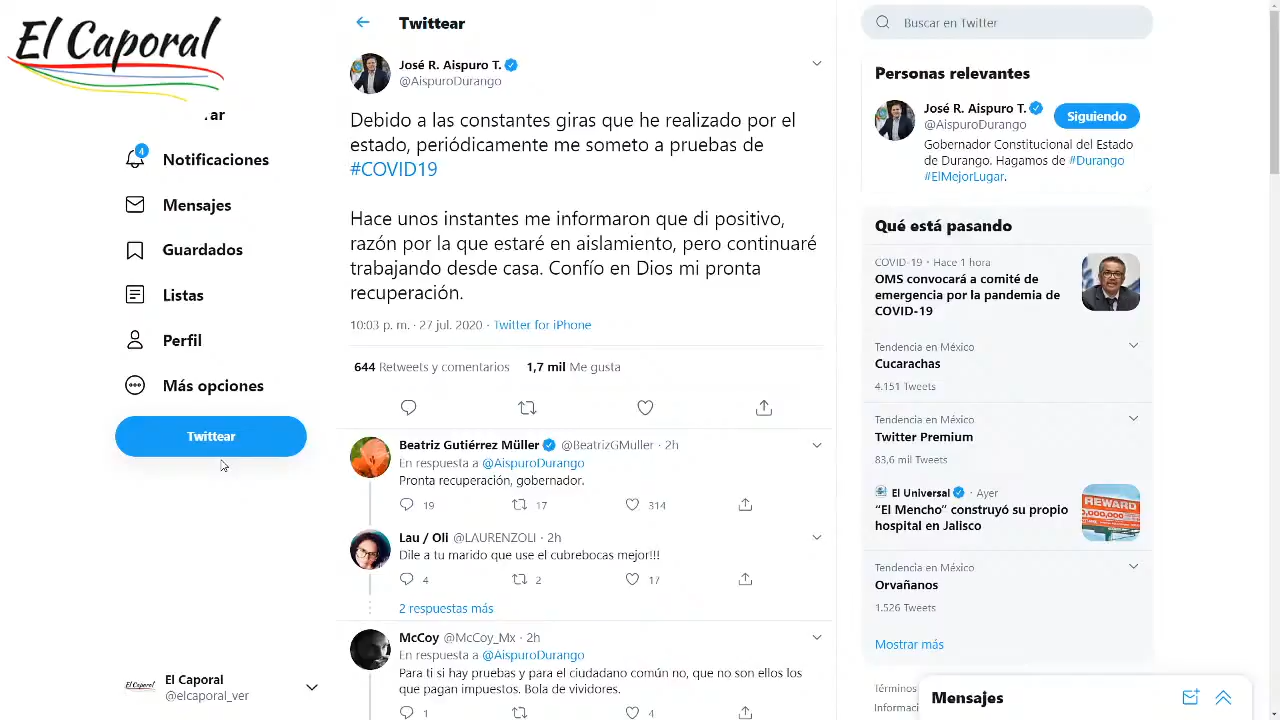 El Caporal
ar
4
Notificaciones
Mensajes
Guardados
Listas
Perfil
Más opciones
Twittear
El Caporal
@elcaporal_ver
Twittear
José R. Aispuro T.
@AispuroDurango
Debido a las constantes giras que he realizado por el
estado, periódicamente me someto a pruebas de
#COVID19
Hace unos instantes me informaron que di positivo,
razón por la que estaré en aislamiento, pero continuaré
trabajando desde casa. Confío en Dios mi pronta
recuperación.
10:03 p. m. · 27 jul. 2020 · Twitter for iPhone
644 Retweets y comentarios 1,7 mil Me gusta
Beatriz Gutiérrez Müller @BeatrizGMuller · 2h
En respuesta a @AispuroDurango
Pronta recuperación, gobernador.
19 17 314
Lau / Oli @LAURENZOLI · 2h
Dile a tu marido que use el cubrebocas mejor!!!
4 2 17
2 respuestas más
McCoy @McCoy_Mx · 2h
En respuesta a @AispuroDurango
Para ti si hay pruebas y para el ciudadano común no, que no son ellos los
que pagan impuestos. Bola de vividores.
1 4
Buscar en Twitter
Personas relevantes
José R. Aispuro T.
@AispuroDurango
Siguiendo
Gobernador Constitucional del Estado
de Durango. Hagamos de #Durango
#ElMejorLugar.
Qué está pasando
COVID-19 · Hace 1 hora
OMS convocará a comité de
emergencia por la pandemia de
COVID-19
Tendencia en México
Cucarachas
4.151 Tweets
Tendencia en México
Twitter Premium
83,6 mil Tweets
El Universal · Ayer
“El Mencho” construyó su propio
hospital en Jalisco
REWARD
Tendencia en México
Orvañanos
1.526 Tweets
Mostrar más
Términos
Informaci
Mensajes